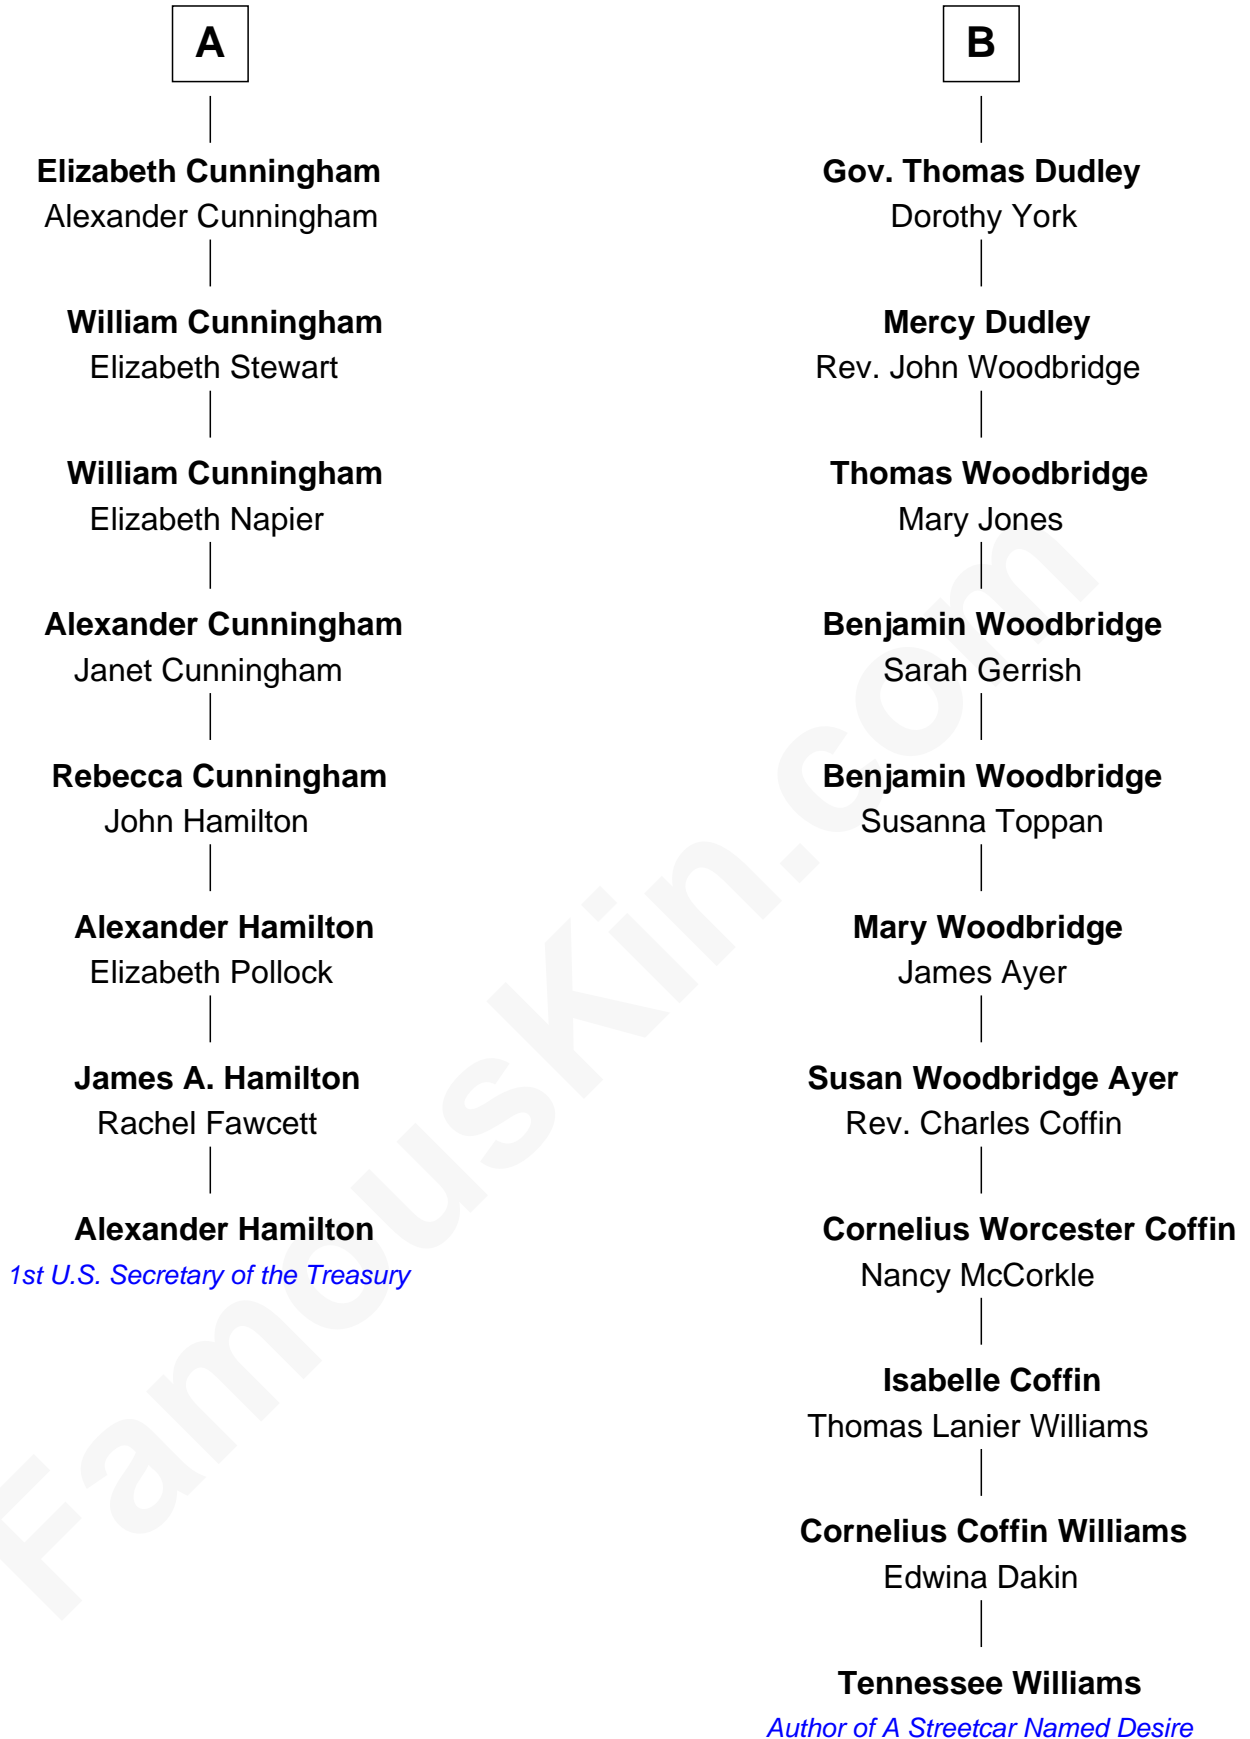 A
Elizabeth Cunningham
Alexander Cunningham
William Cunningham
Elizabeth Stewart
William Cunningham
Elizabeth Napier
Alexander Cunningham
Janet Cunningham
Rebecca Cunningham
John Hamilton
Alexander Hamilton
Elizabeth Pollock
James A. Hamilton
Rachel Fawcett
Alexander Hamilton
1st U.S. Secretary of the Treasury
B
Gov. Thomas Dudley
Dorothy York
Mercy Dudley
Rev. John Woodbridge
Thomas Woodbridge
Mary Jones
Benjamin Woodbridge
Sarah Gerrish
Benjamin Woodbridge
Susanna Toppan
Mary Woodbridge
James Ayer
Susan Woodbridge Ayer
Rev. Charles Coffin
Cornelius Worcester Coffin
Nancy McCorkle
Isabelle Coffin
Thomas Lanier Williams
Cornelius Coffin Williams
Edwina Dakin
Tennessee Williams
Author of A Streetcar Named Desire
FamousKin.com